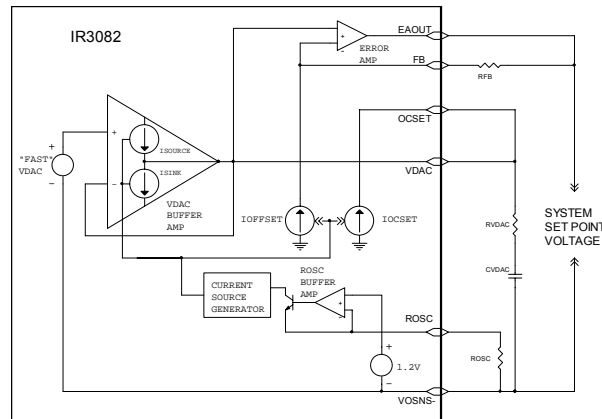 IR3082
EAOUT
+
-
ERROR
AMP
FB
RFB
OCSET
+
ISOURCE
"FAST"
VDAC
+
-
-
ISINK
VDAC
BUFFER
AMP
VDAC
IOFFSET
IOCSET
RVDAC
SYSTEM
SET POINT
VOLTAGE
CVDAC
CURRENT
SOURCE
GENERATOR
ROSC
BUFFER
AMP
+
-
ROSC
+
1.2V
-
ROSC
VOSNS-